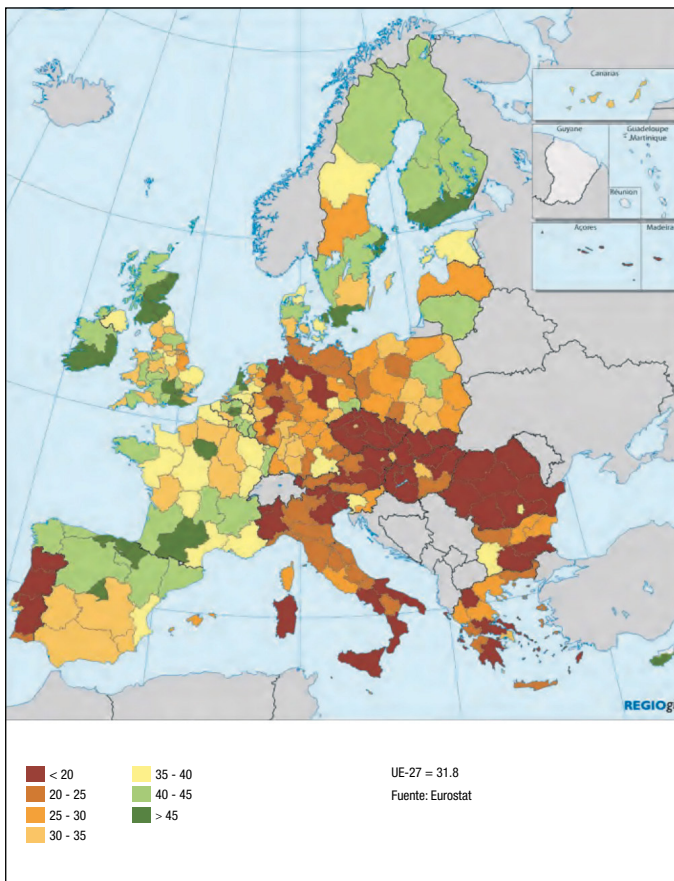 Canarias
Guyane
Guadeloupe
Martinique
Réunion
Açores
Madeira
REGIOg
< 20
20 - 25
25 - 30
30 - 35
35 - 40
40 - 45
> 45
UE-27 = 31.8
Fuente: Eurostat